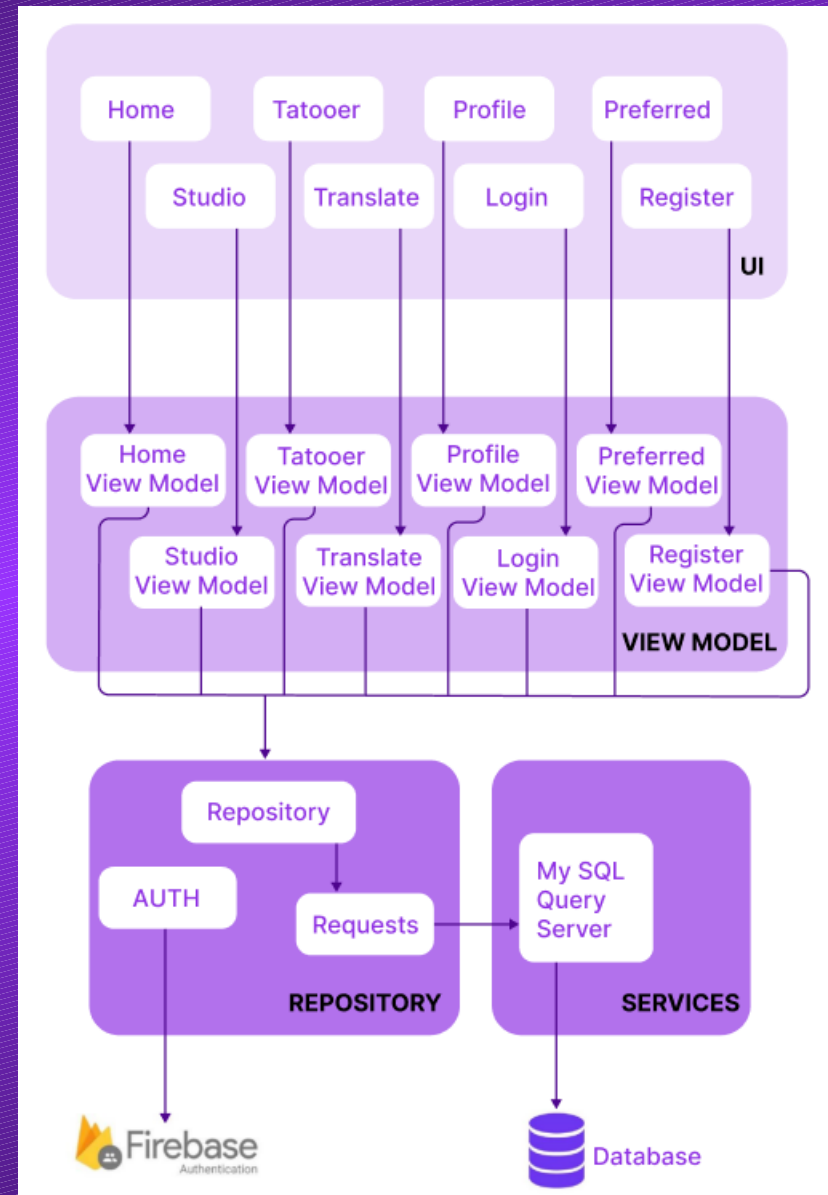 Home
Tatooer
Profile
Preferred
Studio
Translate
Login
Register
UI
Home
View Model
Tatooer
View Model
Profile
View Model
Preferred
View Model
Studio
View Model
Translate
View Model
Login
View Model
Register
View Model
VIEW MODEL
Repository
AUTH
Requests
REPOSITORY
My SQL
Query
Server
SERVICES
Firebase
Authentication
Database